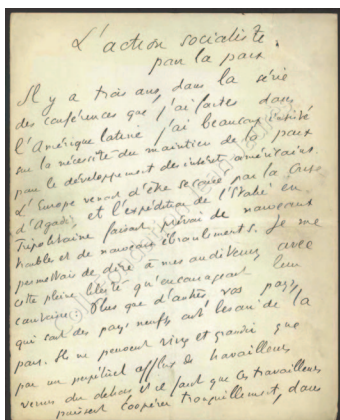 L'action socialiste
pour la paix
Il y a trois ans, dans la série
des conférences que j'ai faites dans
l'Amérique latine j'ai beaucoup insisté
sur la nécessité du maintien de la paix
pour le développement des intérêts américains.
L'Europe venait d'être secouée par la crise
d'Agadir, et l'expédition de l'Italie en
Tripolitaine faisait prévoir de nouveaux
troubles et de nouveaux ébranlements. Je me
permettais de dire à mes auditeurs, avec
cette pleine liberté qu'encourageait leur
Plus que d'autres, vos pays,
qui sont des pays neufs ont besoin de la
paix. Ils ne peuvent vivre et grandir que
par un perpétuel afflux de travailleurs
venus du dehors et il faut que ces travailleurs
puissent coopérer tranquillement, dans